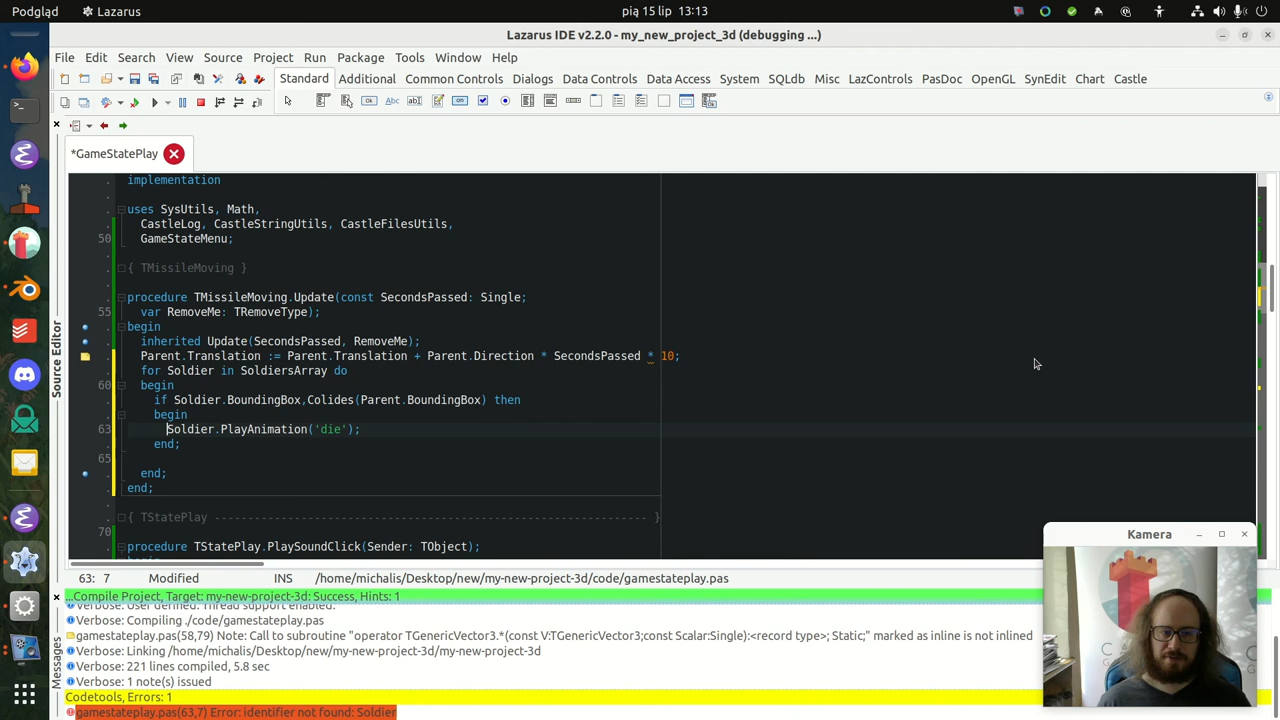 Podgląd
Lazarus
pią 15 lip 13:13
Lazarus IDE v2.2.0 - my_new_project_3d (debugging ...)
File Edit Search View Source Project Run Package Tools Window Help
Standard Additional Common Controls Dialogs Data Controls Data Access System SQLdb Misc LazControls PasDoc OpenGL SynEdit Chart Castle
*GameStatePlay
Source Editor
implementation
uses SysUtils, Math,
CastleLog, CastleStringUtils, CastleFilesUtils,
50 GameStateMenu;
{ TMissileMoving }
procedure TMissileMoving.Update(const SecondsPassed: Single;
55 var RemoveMe: TRemoveType);
begin
inherited Update(SecondsPassed, RemoveMe);
Parent.Translation := Parent.Translation + Parent.Direction * SecondsPassed * 10;
for Soldier in SoldiersArray do
60 begin
if Soldier.BoundingBox,Colides(Parent.BoundingBox) then
begin
63 Soldier.PlayAnimation('die');
end;
65
end;
end;
{ TStatePlay ----------------------------------------------------------------- }
70
procedure TStatePlay.PlaySoundClick(Sender: TObject);
63: 7 Modified INS /home/michalis/Desktop/new/my-new-project-3d/code/gamestateplay.pas
Messages
...Compile Project, Target: my-new-project-3d: Success, Hints: 1
Verbose: User defined: Thread support enabled.
Verbose: Compiling ./code/gamestateplay.pas
gamestateplay.pas(58,79) Note: Call to subroutine "operator TGenericVector3.*(const V:TGenericVector3;const Scalar:Single):<record type>; Static;" marked as inline is not inlined
Verbose: Linking /home/michalis/Desktop/new/my-new-project-3d/my-new-project-3d
Verbose: 221 lines compiled, 5.8 sec
Verbose: 1 note(s) issued
Codetools, Errors: 1
gamestateplay.pas(63,7) Error: identifier not found: Soldier
Kamera